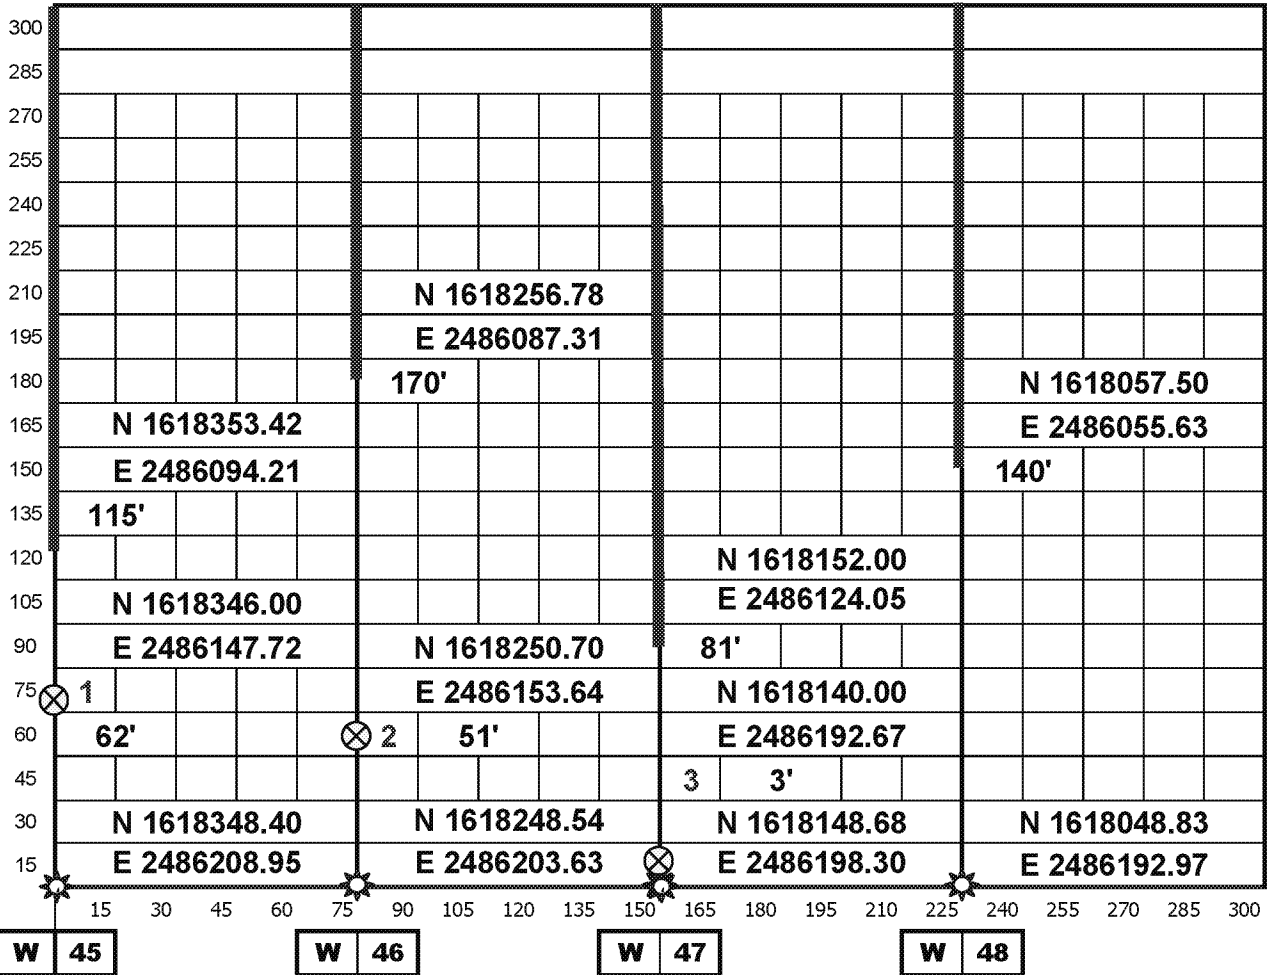 300
285
270
255
240
225
210 N 1618256.78
195 E 2486087.31
180 170' N 1618057.50
165 N 1618353.42 E 2486055.63
150 E 2486094.21 140'
135 115'
120 N 1618152.00
105 N 1618346.00 E 2486124.05
90 E 2486147.72 N 1618250.70 81'
75 1 E 2486153.64 N 1618140.00
60 62' 2 51' E 2486192.67
45 3 3'
30 N 1618348.40 N 1618248.54 N 1618148.68 N 1618048.83
15 E 2486208.95 E 2486203.63 E 2486198.30 E 2486192.97
15 30 45 60 75 90 105 120 135 150 165 180 195 210 225 240 255 270 285 300
W 45 W 46 W 47 W 48